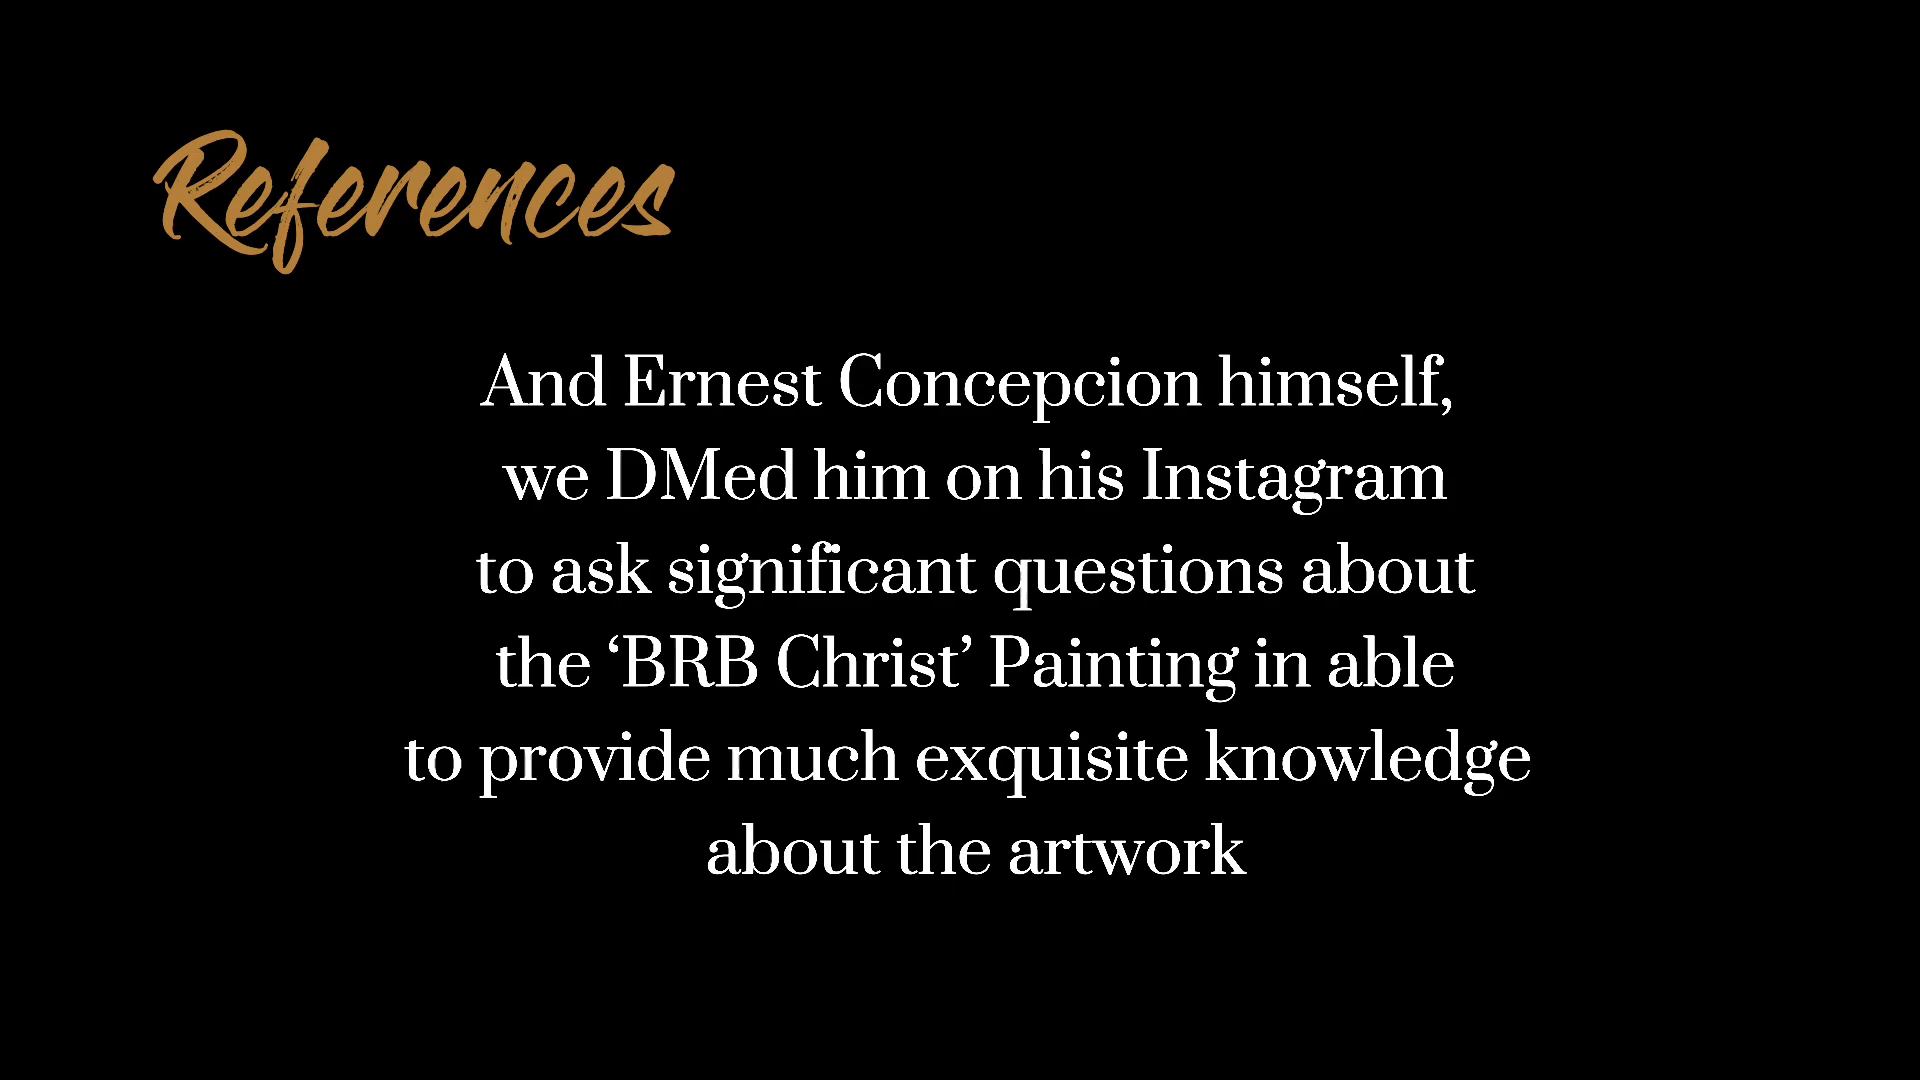 References
And Ernest Concepcion himself,
we DMed him on his Instagram
to ask significant questions about
the ‘BRB Christ’ Painting in able
to provide much exquisite knowledge
about the artwork